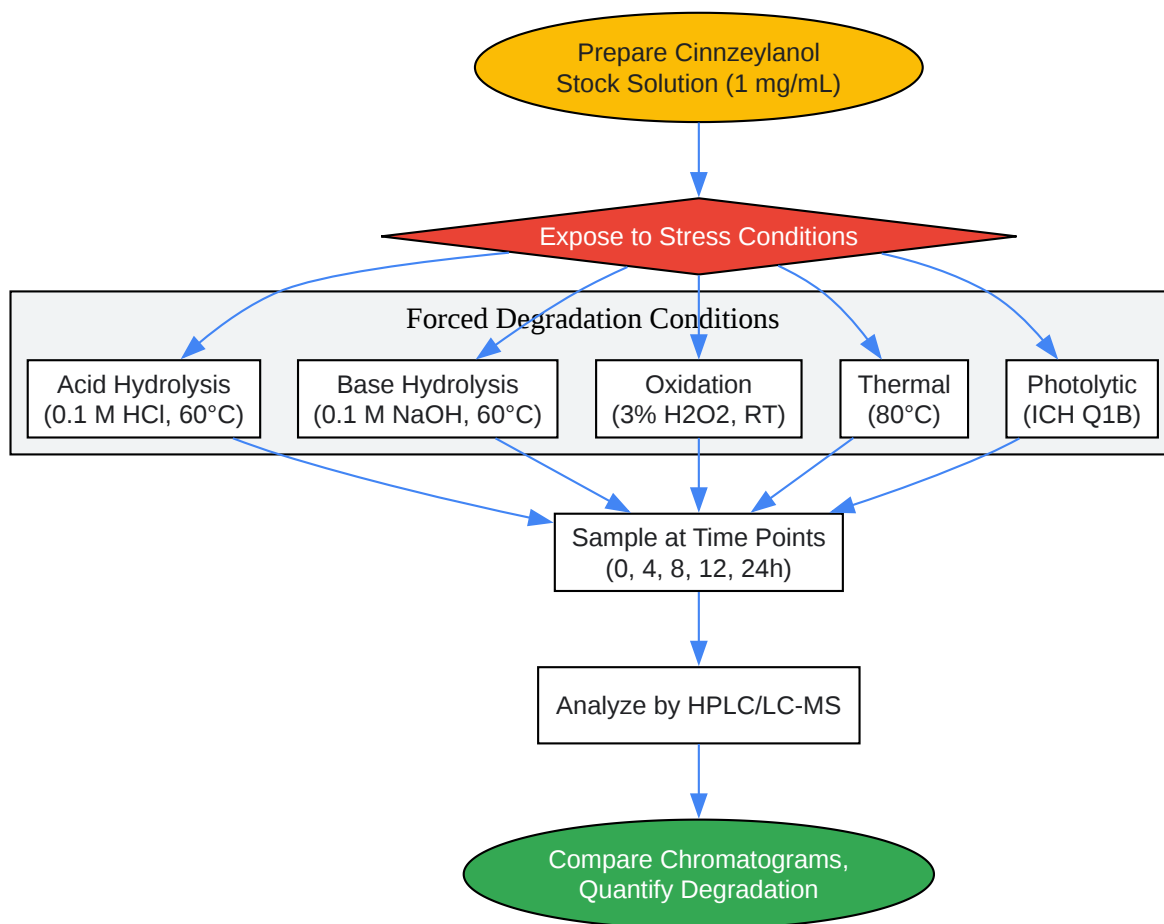 Prepare Cinnzeylanol
Stock Solution (1 mg/mL)
Expose to Stress Conditions
Forced Degradation Conditions
Acid Hydrolysis
(0.1 M HCl, 60°C)
Base Hydrolysis
(0.1 M NaOH, 60°C)
Oxidation
(3% H2O2, RT)
Thermal
(80°C)
Photolytic
(ICH Q1B)
Sample at Time Points
(0, 4, 8, 12, 24h)
Analyze by HPLC/LC-MS
Compare Chromatograms,
Quantify Degradation